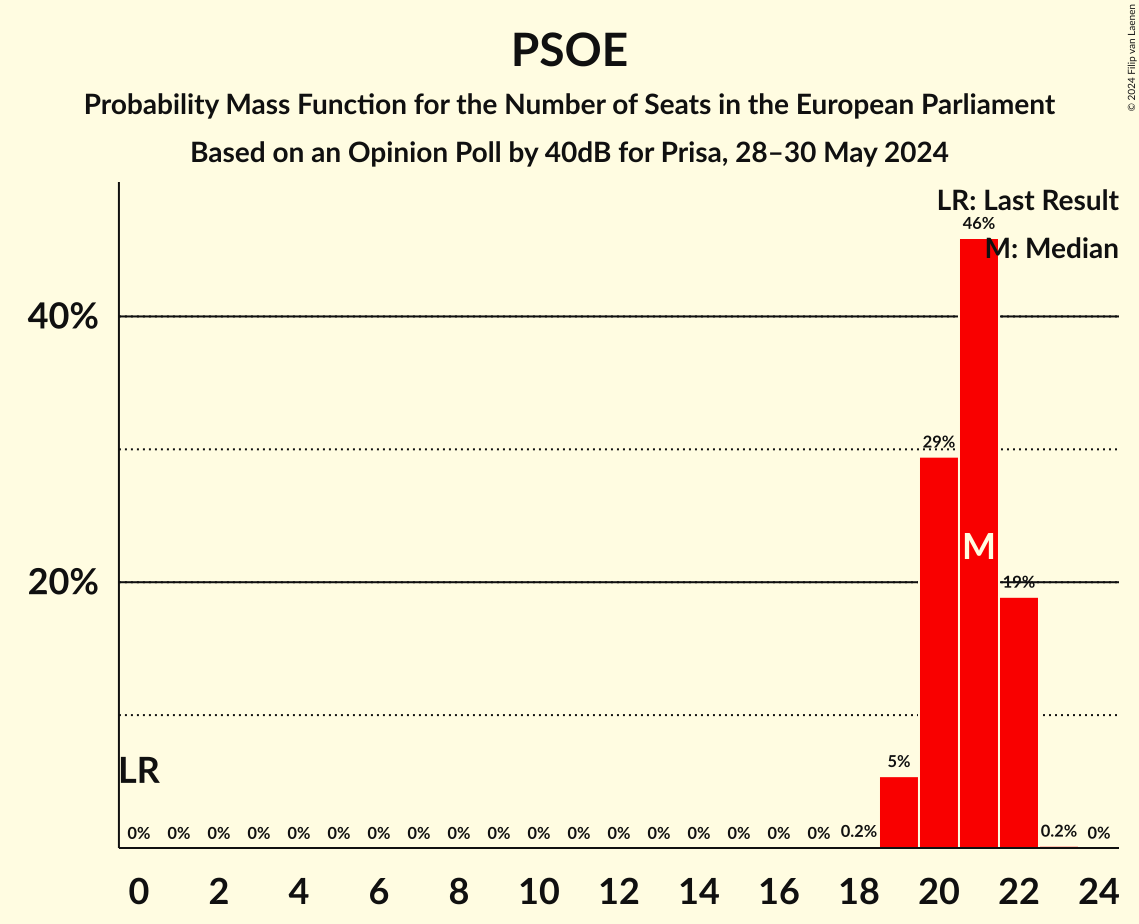 PSOE
Probability Mass Function for the Number of Seats in the European Parliament
Based on an Opinion Poll by 40dB for Prisa, 28–30 May 2024
© 2024 Filip van Laenen
LR: Last Result
M: Median
46%
40%
29%
M
20%
19%
LR
5%
0% 0% 0% 0% 0% 0% 0% 0% 0% 0% 0% 0% 0% 0% 0% 0% 0% 0% 0.2% 0.2% 0%
0 2 4 6 8 10 12 14 16 18 20 22 24